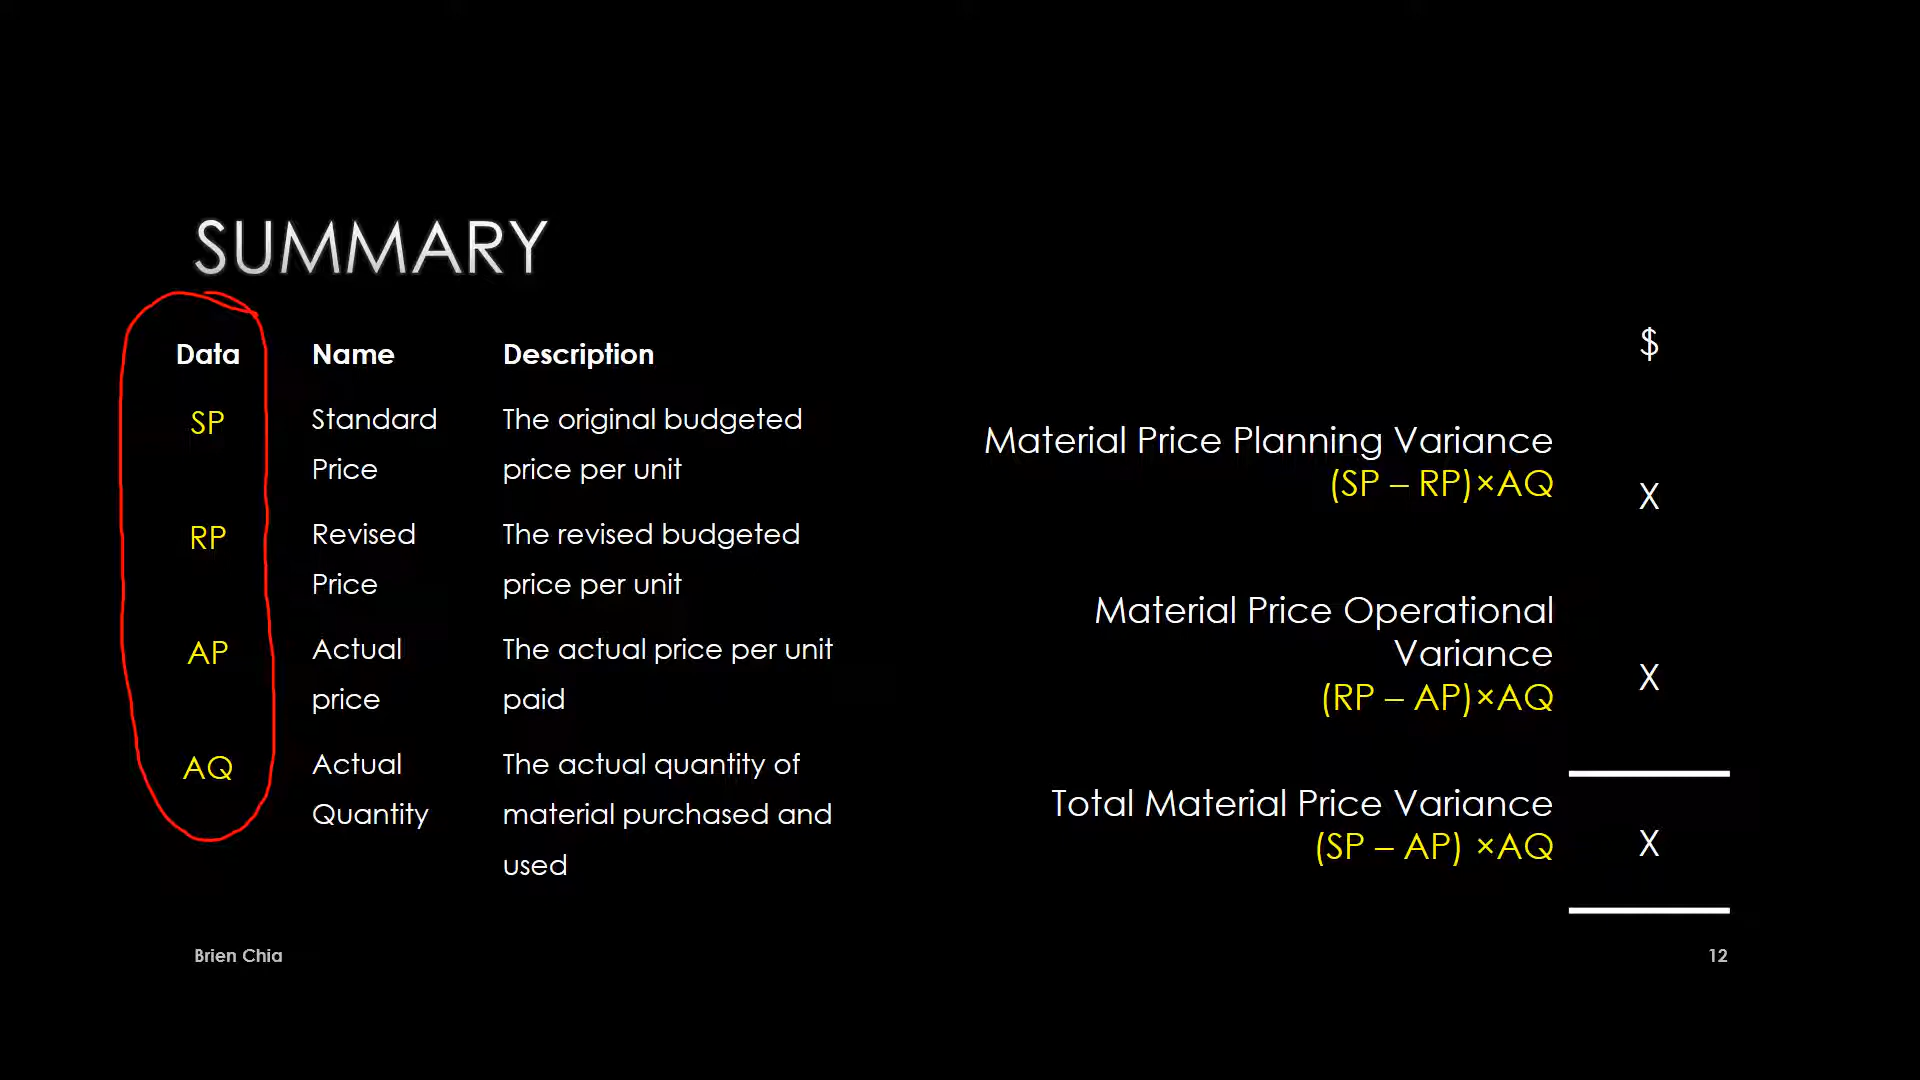 SUMMARY
Data Name Description
SP Standard Price The original budgeted price per unit
RP Revised Price The revised budgeted price per unit
AP Actual price The actual price per unit paid
AQ Actual Quantity The actual quantity of material purchased and used
$
Material Price Planning Variance
(SP – RP)×AQ X
Material Price Operational
Variance
(RP – AP)×AQ X
Total Material Price Variance
(SP – AP) ×AQ X
Brien Chia
12